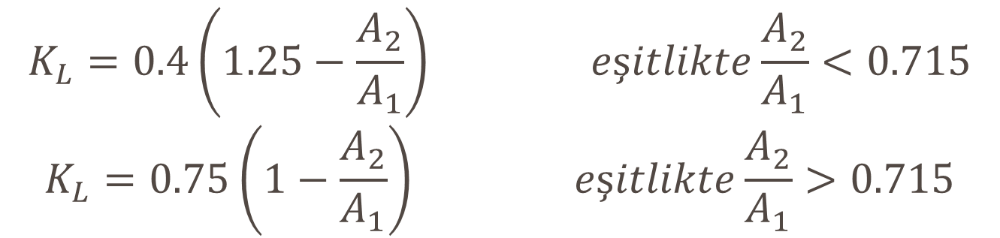 K_L = 0.4 (1.25 − A_2/A_1) eşitlikte A_2/A_1 < 0.715
K_L = 0.75 (1 − A_2/A_1) eşitlikte A_2/A_1 > 0.715